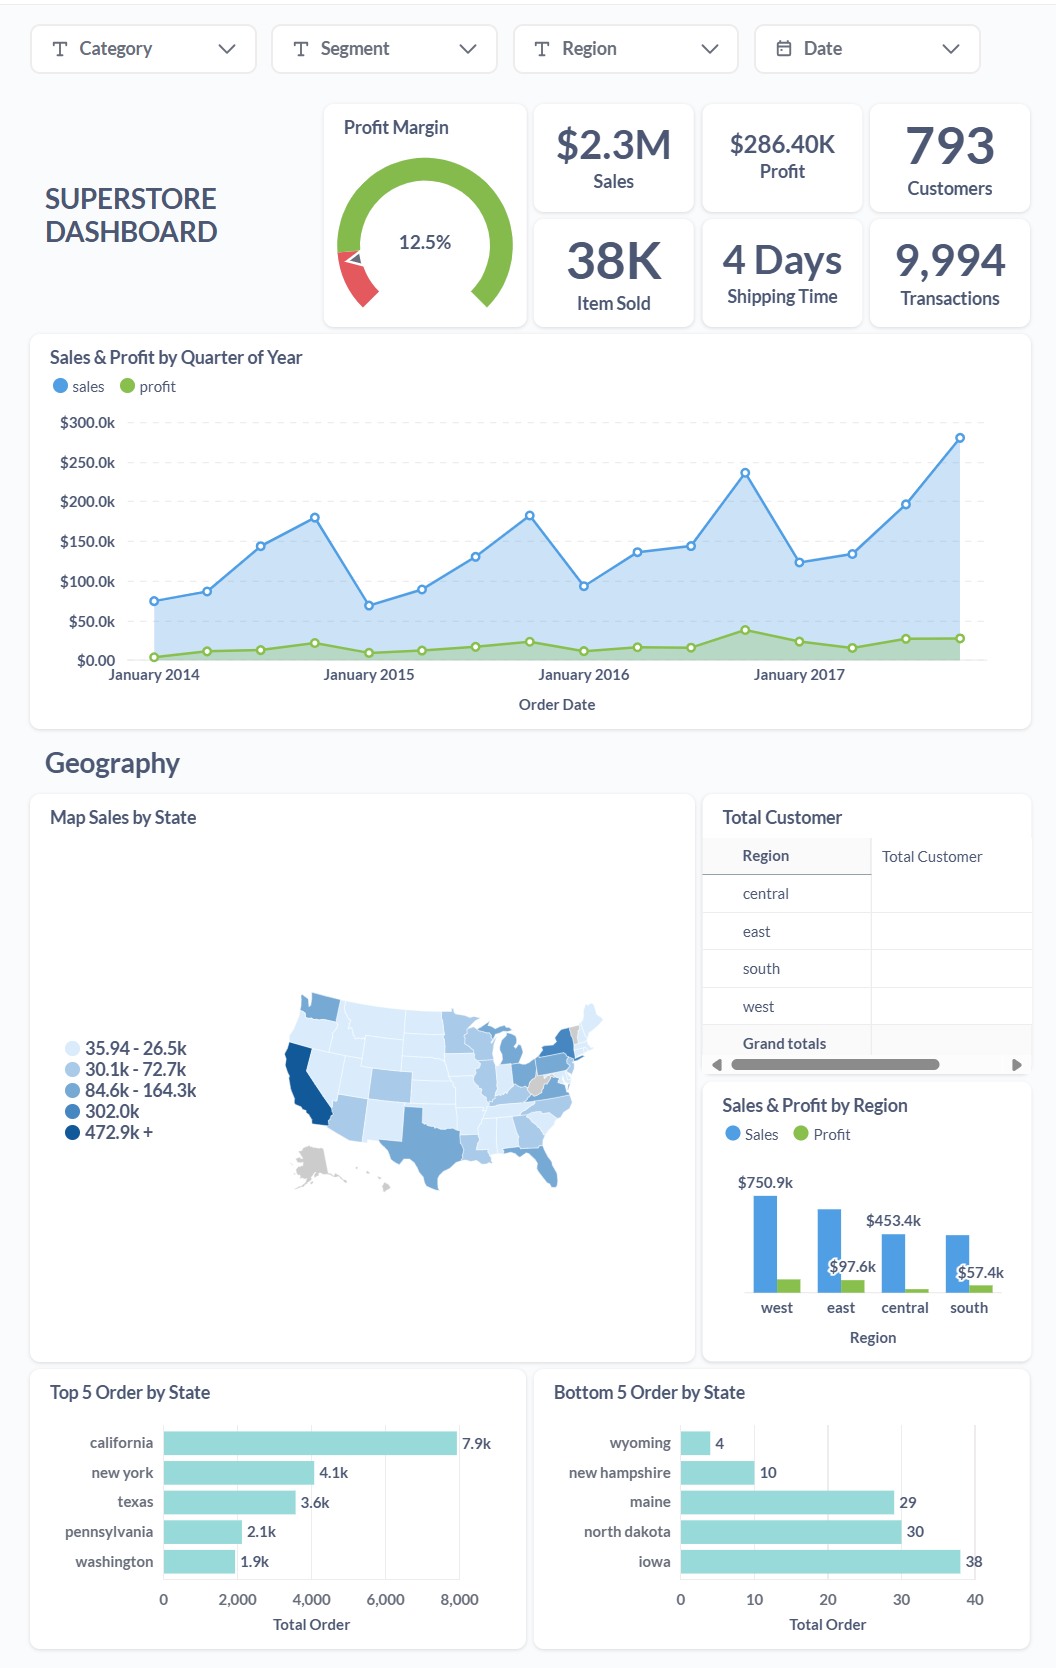 Category
Segment
Region
Date
SUPERSTORE
DASHBOARD
Profit Margin
12.5%
$2.3M
Sales
$286.40K
Profit
793
Customers
38K
Item Sold
4 Days
Shipping Time
9,994
Transactions
Sales & Profit by Quarter of Year
sales profit
$300.0k
$250.0k
$200.0k
$150.0k
$100.0k
$50.0k
$0.00
January 2014 January 2015 January 2016 January 2017
Order Date
Geography
Map Sales by State
35.94 - 26.5k
30.1k - 72.7k
84.6k - 164.3k
302.0k
472.9k +
Total Customer
Region Total Customer
central
east
south
west
Grand totals
Sales & Profit by Region
Sales Profit
$750.9k
$453.4k
$97.6k
$57.4k
west east central south
Region
Top 5 Order by State
california 7.9k
new york 4.1k
texas 3.6k
pennsylvania 2.1k
washington 1.9k
0 2,000 4,000 6,000 8,000
Total Order
Bottom 5 Order by State
wyoming 4
new hampshire 10
maine 29
north dakota 30
iowa 38
0 10 20 30 40
Total Order